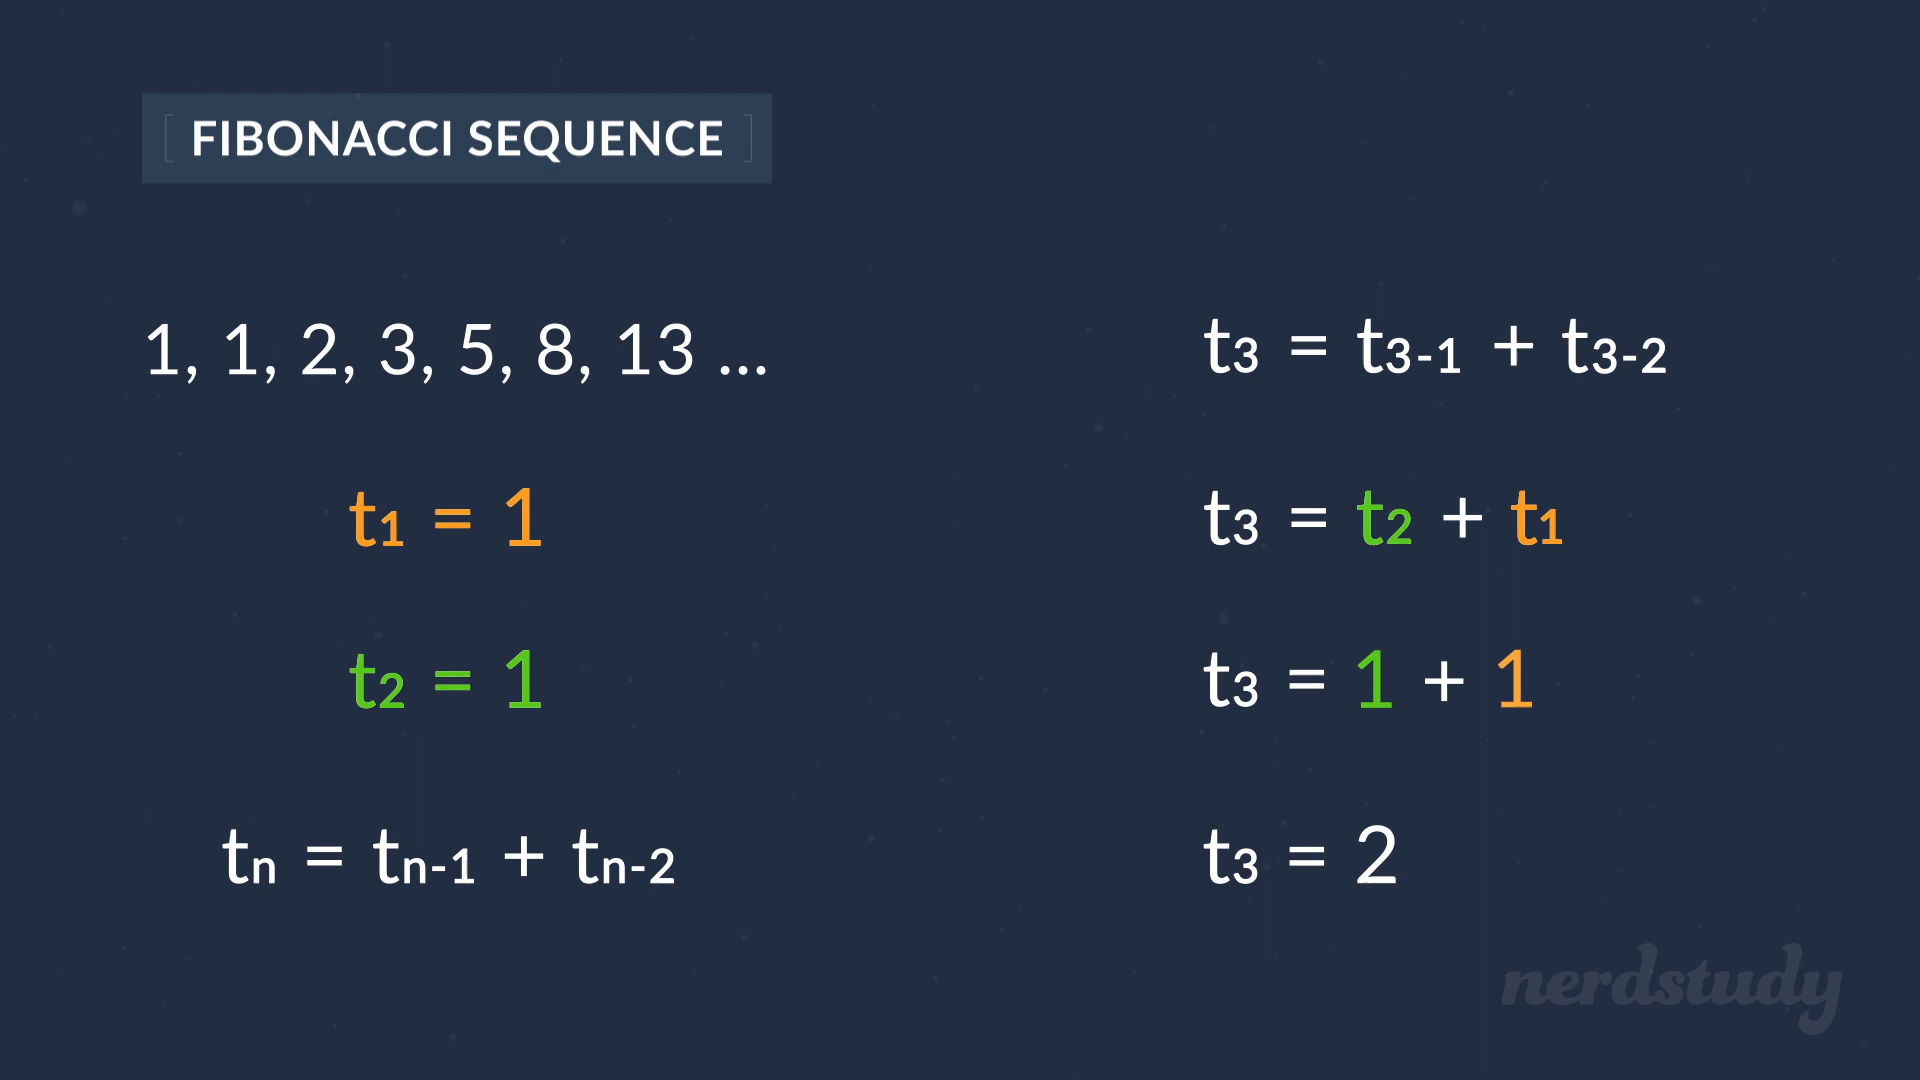 FIBONACCI SEQUENCE
1, 1, 2, 3, 5, 8, 13 ...
t₁ = 1
t₂ = 1
tₙ = tₙ₋₁ + tₙ₋₂
t₃ = t₃₋₁ + t₃₋₂
t₃ = t₂ + t₁
t₃ = 1 + 1
t₃ = 2
nerdstudy